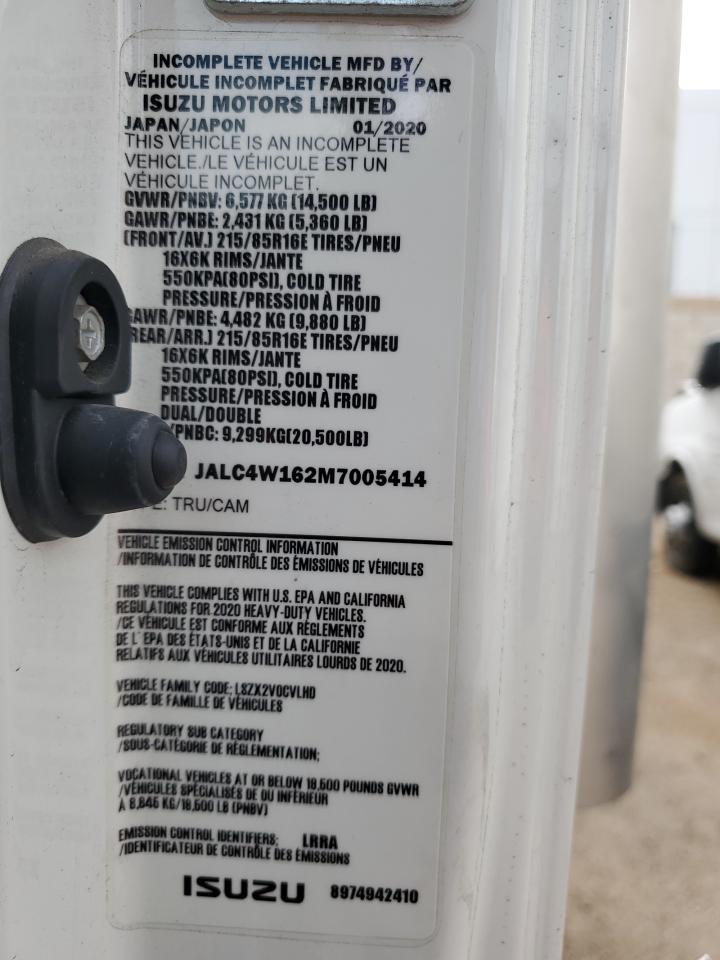 INCOMPLETE VEHICLE MFD BY/
VÉHICULE INCOMPLET FABRIQUÉ PAR
ISUZU MOTORS LIMITED
JAPAN/JAPON 01/2020
THIS VEHICLE IS AN INCOMPLETE
VEHICLE./LE VÉHICULE EST UN
VÉHICULE INCOMPLET.
GVWR/PNBV: 6,577 KG (14,500 LB)
GAWR/PNBE: 2,431 KG (5,360 LB)
(FRONT/AV.) 215/85R16E TIRES/PNEU
16X6K RIMS/JANTE
550KPA(80PSI), COLD TIRE
PRESSURE/PRESSION À FROID
GAWR/PNBE: 4,482 KG (9,880 LB)
REAR/ARR.) 215/85R16E TIRES/PNEU
16X6K RIMS/JANTE
550KPA(80PSI), COLD TIRE
PRESSURE/PRESSION À FROID
DUAL/DOUBLE
/PNBC: 9,299KG(20,500LB)
JALC4W162M7005414
: TRU/CAM
VEHICLE EMISSION CONTROL INFORMATION
/INFORMATION DE CONTRÔLE DES ÉMISSIONS DE VÉHICULES
THIS VEHICLE COMPLIES WITH U.S. EPA AND CALIFORNIA
REGULATIONS FOR 2020 HEAVY-DUTY VEHICLES.
/CE VÉHICULE EST CONFORME AUX RÈGLEMENTS
DE L'EPA DES ÉTATS-UNIS ET DE LA CALIFORNIE
RELATIFS AUX VÉHICULES UTILITAIRES LOURDS DE 2020.
VEHICLE FAMILY CODE: LSZX2VOCVLHD
/CODE DE FAMILLE DE VÉHICULES
REGULATORY SUB CATEGORY
/SOUS-CATÉGORIE DE RÉGLEMENTATION;
VOCATIONAL VEHICLES AT OR BELOW 19,500 POUNDS GVWR
/VÉHICULES SPÉCIALISÉS DE OU INFÉRIEUR
À 8,845 KG/19,500 LB (PNBV)
EMISSION CONTROL IDENTIFIERS: LRRA
/IDENTIFICATEUR DE CONTRÔLE DES ÉMISSIONS
ISUZU 8974942410